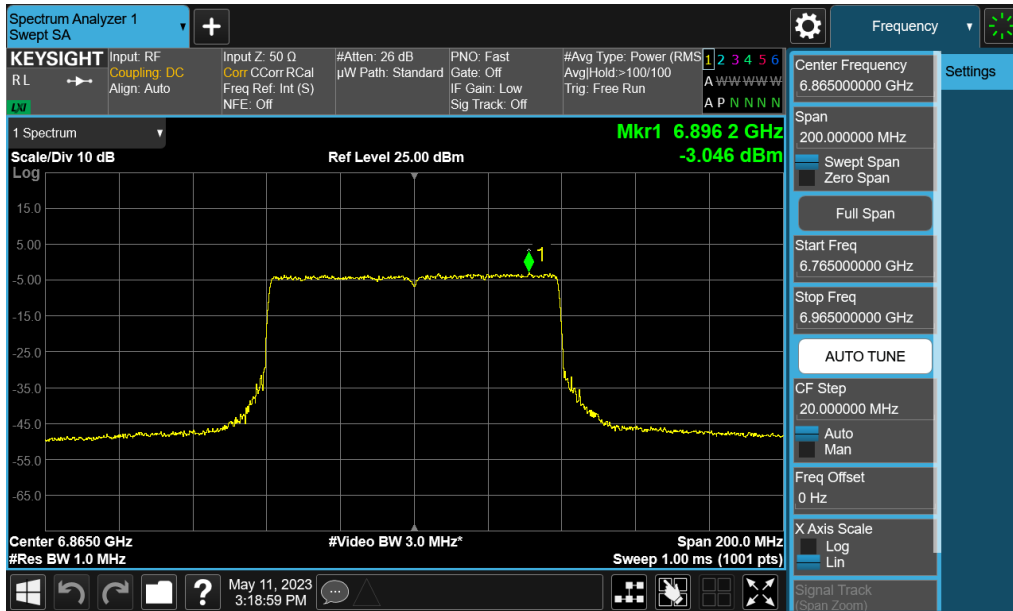 Spectrum Analyzer 1
Swept SA
Frequency
KEYSIGHT
R L
LXI
Input: RF
Coupling: DC
Align: Auto
Input Z: 50 Ω
Corr CCorr RCal
Freq Ref: Int (S)
NFE: Off
#Atten: 26 dB
µW Path: Standard
PNO: Fast
Gate: Off
IF Gain: Low
Sig Track: Off
#Avg Type: Power (RMS
Avg|Hold:>100/100
Trig: Free Run
1 2 3 4 5 6
A W W W W W
A P N N N N
1 Spectrum
Mkr1 6.896 2 GHz
Scale/Div 10 dB
Ref Level 25.00 dBm
-3.046 dBm
Log
15.0
5.00
1
-5.00
-15.0
-25.0
-35.0
-45.0
-55.0
-65.0
Center 6.8650 GHz
#Video BW 3.0 MHz*
Span 200.0 MHz
#Res BW 1.0 MHz
Sweep 1.00 ms (1001 pts)
?
May 11, 2023
3:18:59 PM
Center Frequency
6.865000000 GHz
Settings
Span
200.000000 MHz
Swept Span
Zero Span
Full Span
Start Freq
6.765000000 GHz
Stop Freq
6.965000000 GHz
AUTO TUNE
CF Step
20.000000 MHz
Auto
Man
Freq Offset
0 Hz
X Axis Scale
Log
Lin
Signal Track
(Span Zoom)